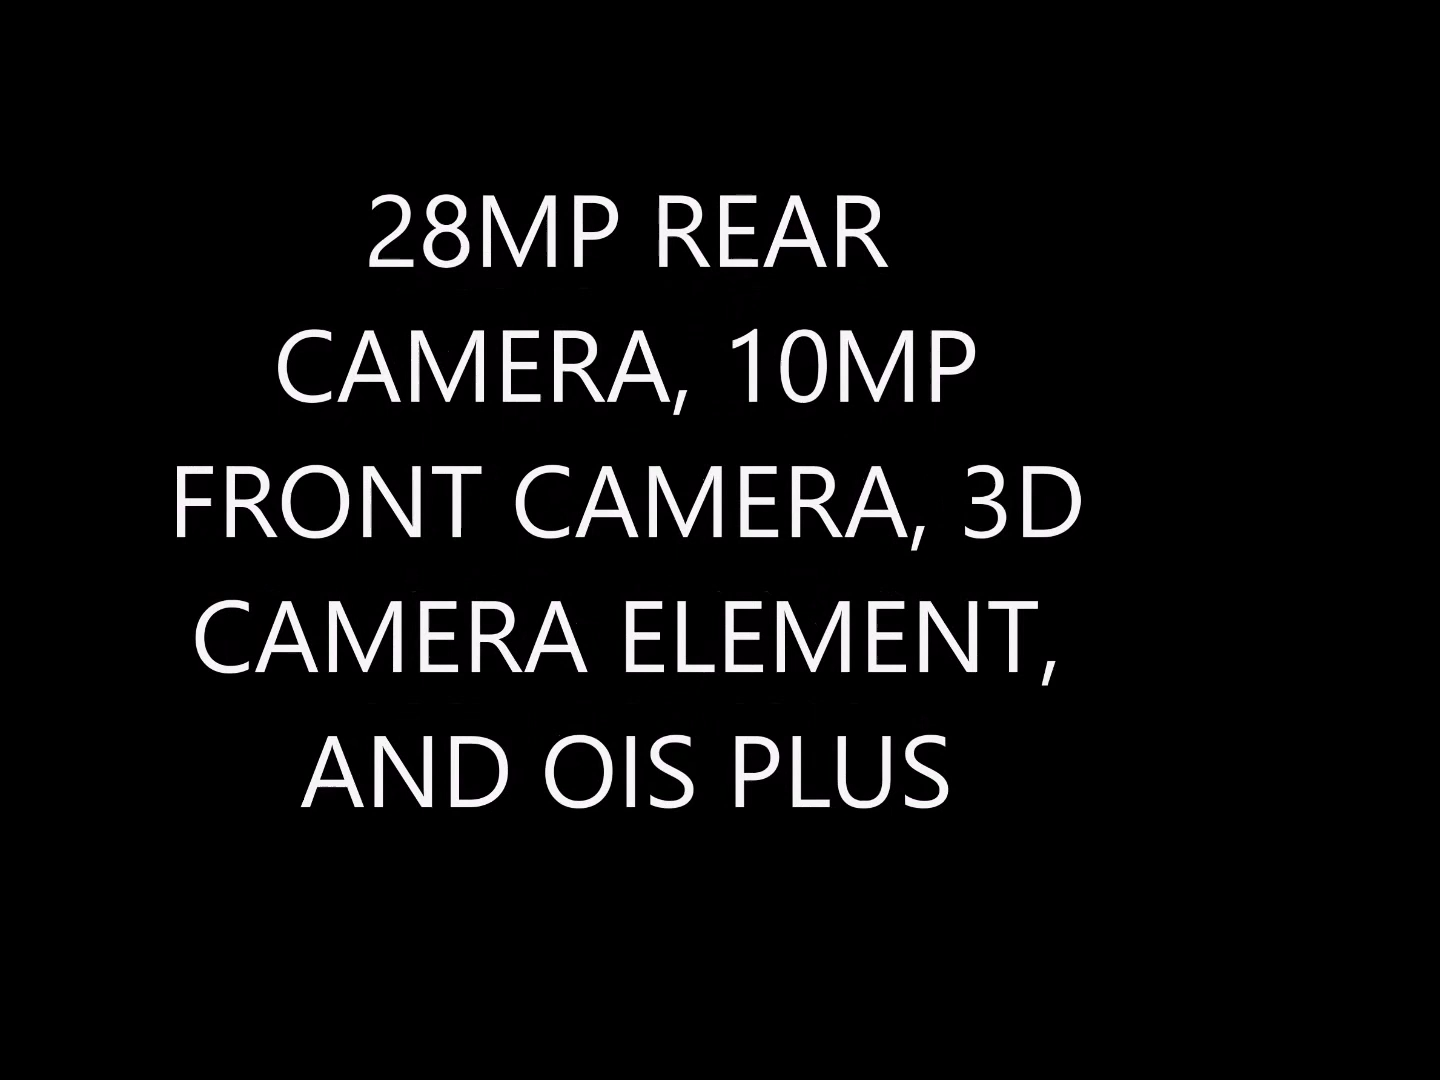 28MP REAR
CAMERA, 10MP
FRONT CAMERA, 3D
CAMERA ELEMENT,
AND OIS PLUS